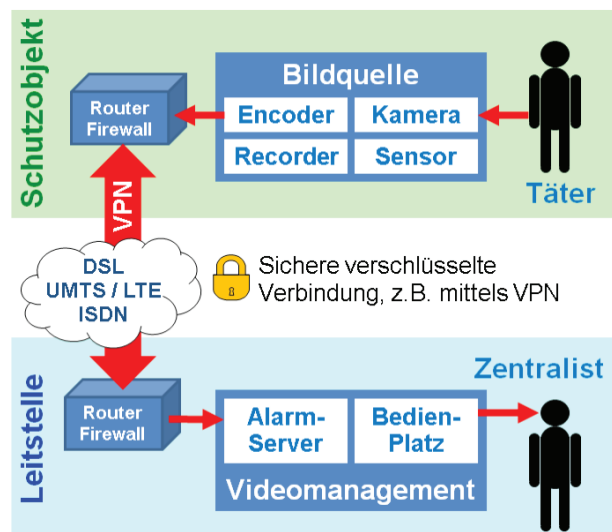 Schutzobjekt
Bildquelle
Router
Firewall
Encoder
Kamera
Recorder
Sensor
Täter
VPN
DSL
UMTS / LTE
ISDN
Sichere verschlüsselte
Verbindung, z.B. mittels VPN
Leitstelle
Zentralist
Router
Firewall
Alarm-
Server
Bedien-
Platz
Videomanagement